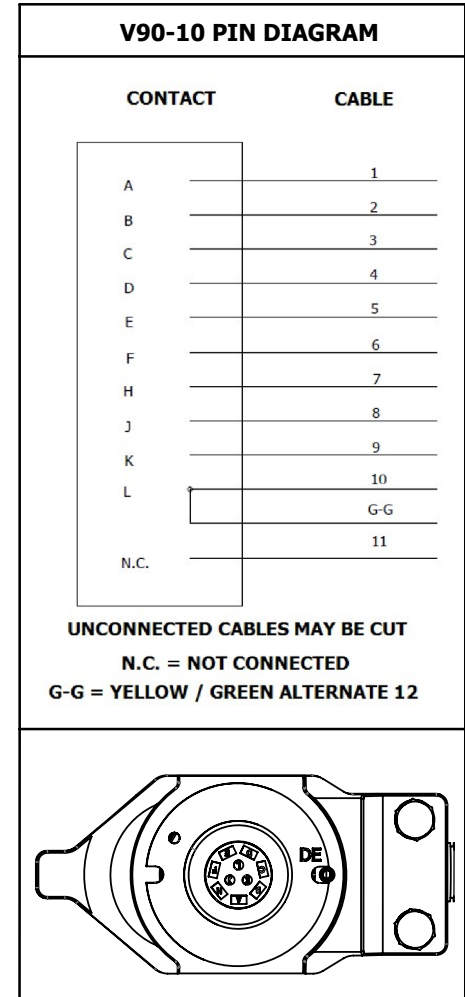 V90-10 PIN DIAGRAM
CONTACT CABLE
A 1
B 2
C 3
D 4
E 5
F 6
H 7
J 8
K 9
L 10
G-G
N.C. 11
UNCONNECTED CABLES MAY BE CUT
N.C. = NOT CONNECTED
G-G = YELLOW / GREEN ALTERNATE 12
DE